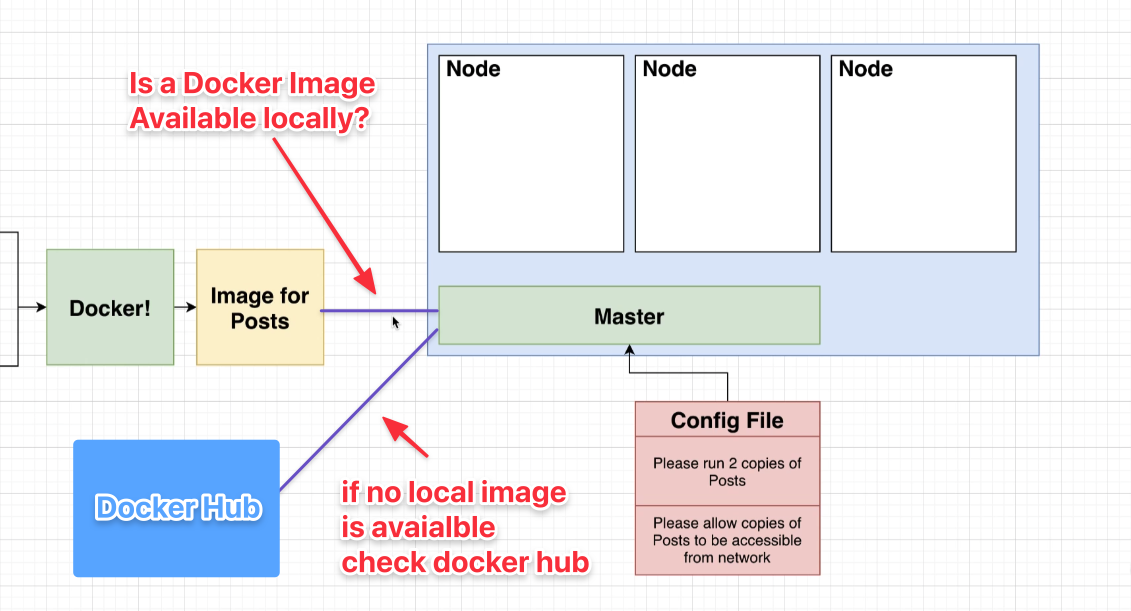 Is a Docker Image
Available locally?
Node
Node
Node
Docker!
Image for
Posts
Master
Config File
Please run 2 copies of
Posts
Please allow copies of
Posts to be accessible
from network
Docker Hub
if no local image
is avaialble
check docker hub